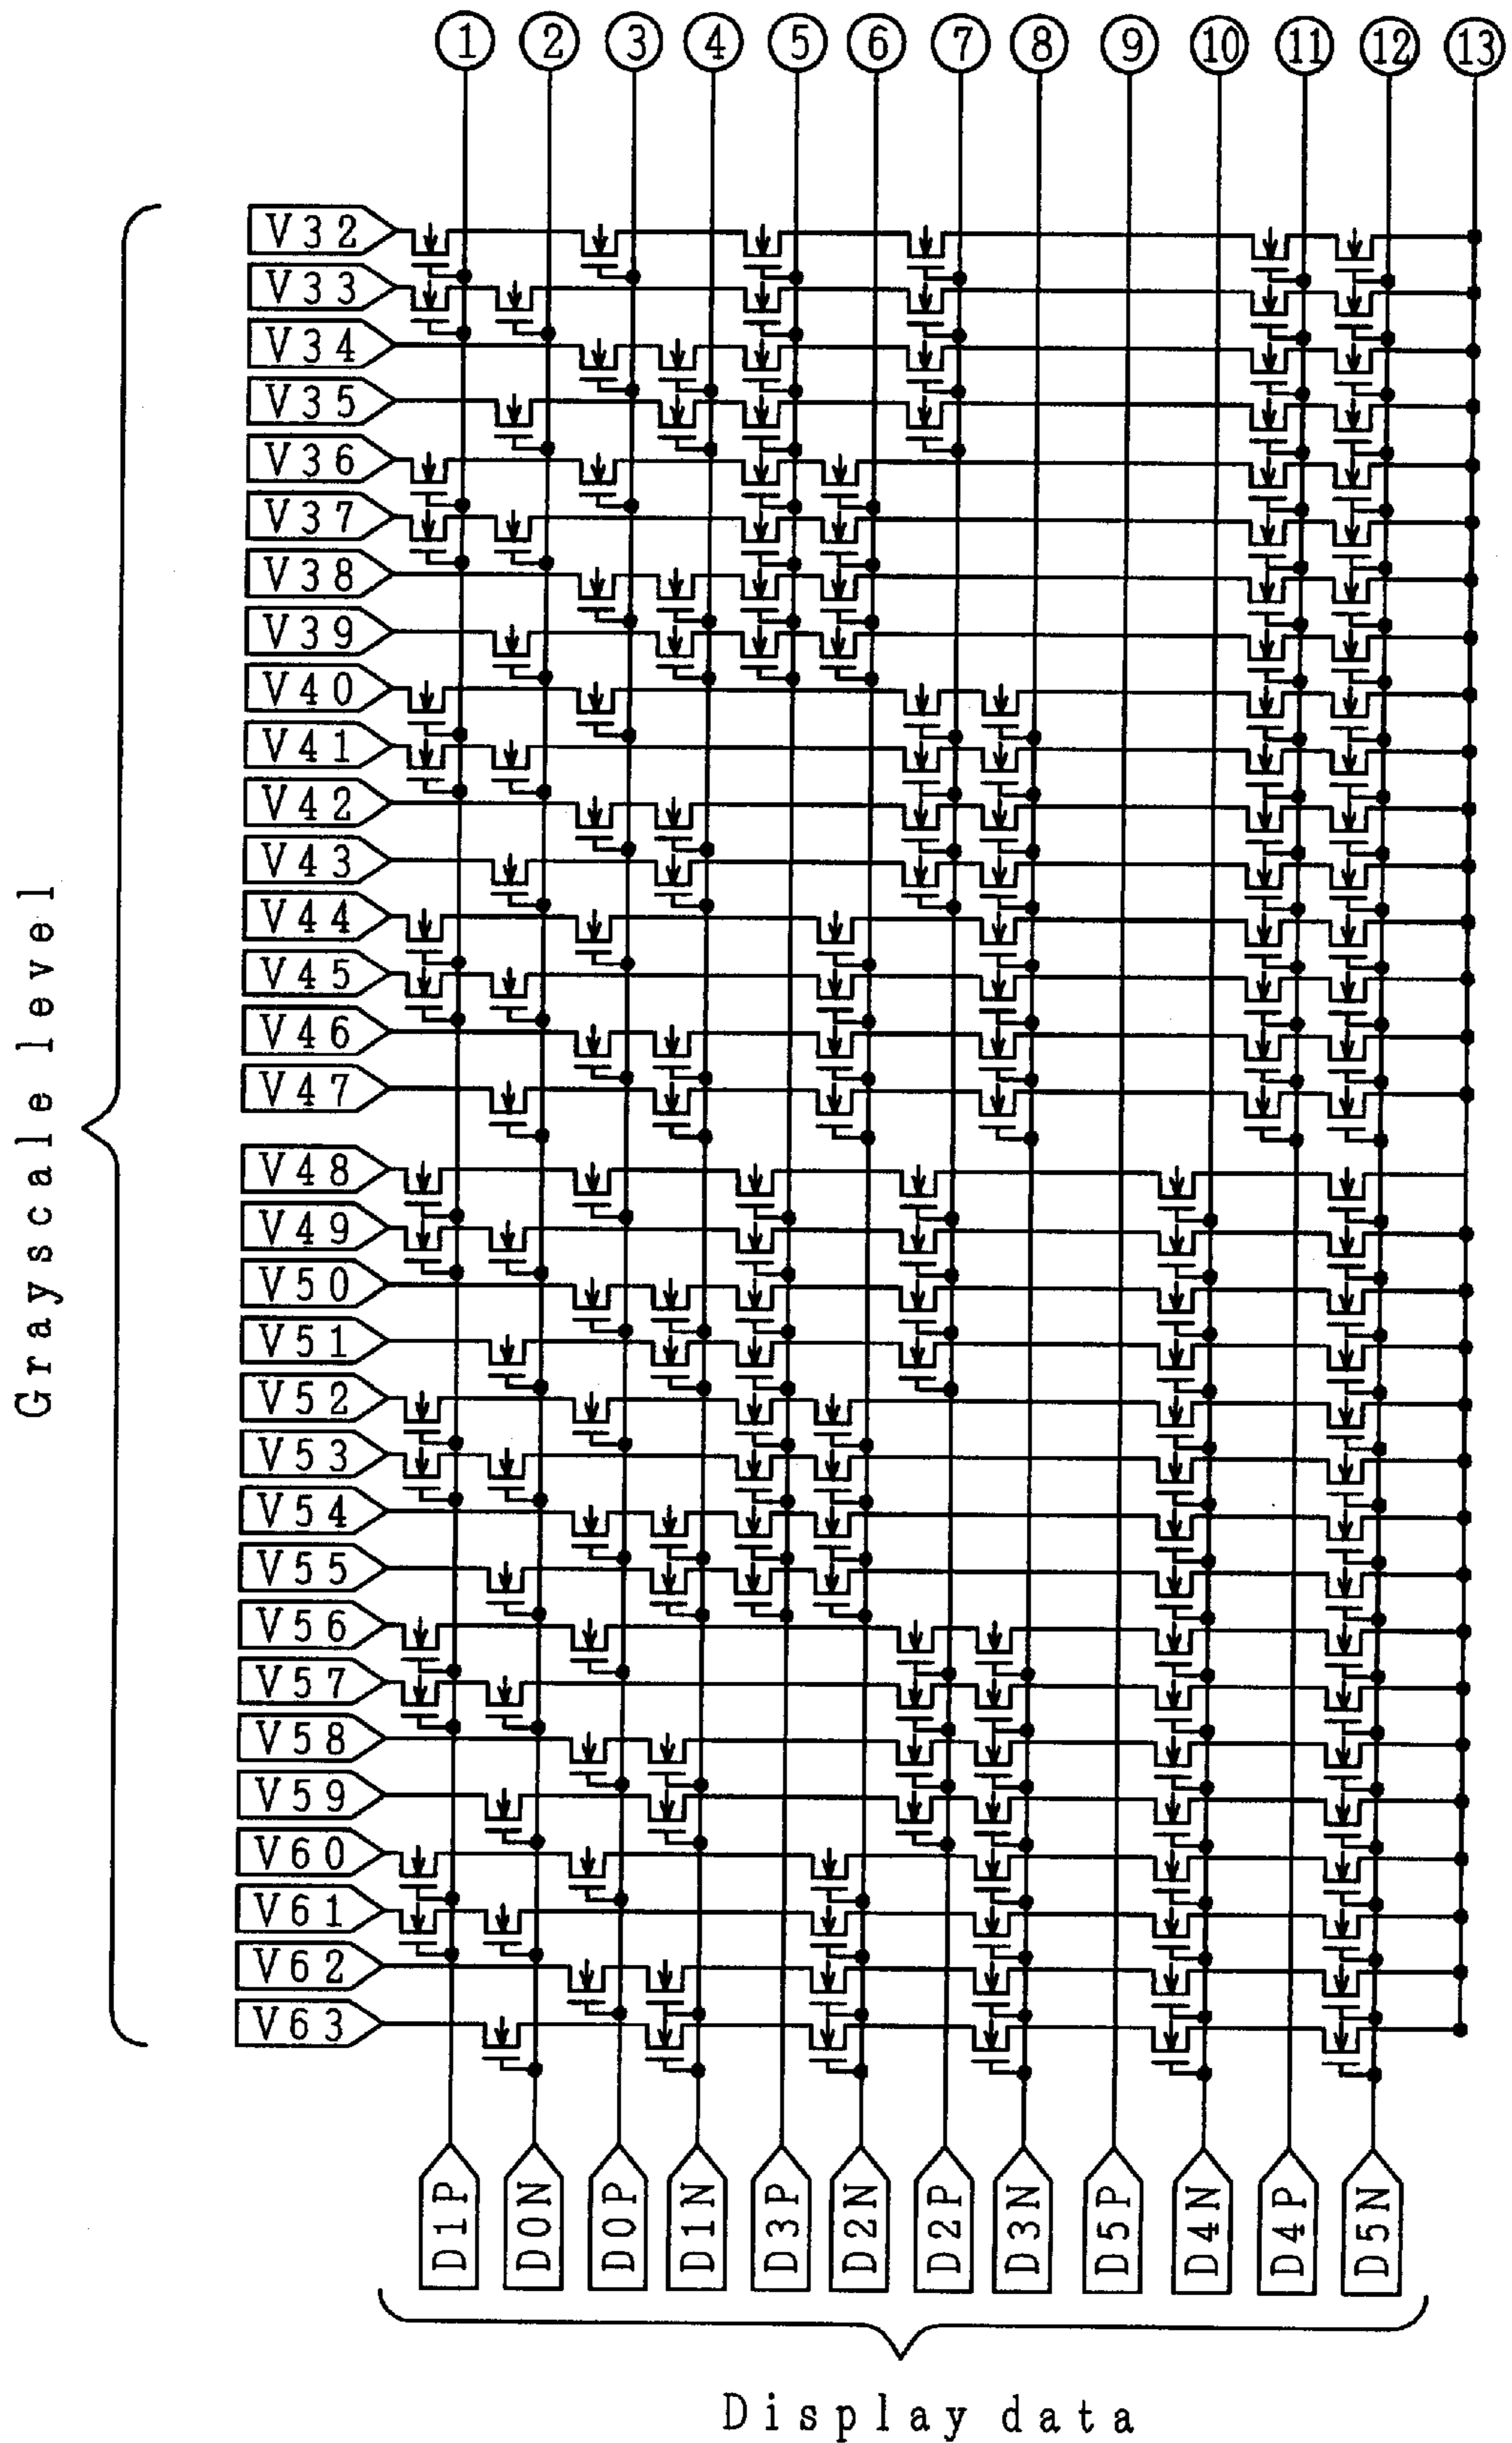 1 2 3 4 5 6 7 8 9 10 11 12 13
V32
V33
V34
V35
V36
V37
V38
V39
V40
V41
V42
V43
V44
V45
V46
V47
V48
V49
V50
V51
V52
V53
V54
V55
V56
V57
V58
V59
V60
V61
V62
V63
Grayscale level
D1P
D0N
D0P
D1N
D3P
D2N
D2P
D3N
D5P
D4N
D4P
D5N
Display data